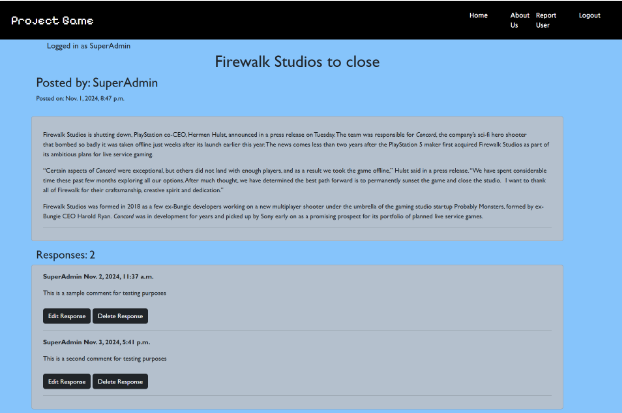 Project Game
Home
About
Us
Report
User
Logout
Logged in as SuperAdmin
Firewalk Studios to close
Posted by: SuperAdmin
Posted on: Nov. 1, 2024, 8:47 p.m.
Firewalk Studios is shutting down, PlayStation co-CEO, Hermen Hulst, announced in a press release on Tuesday. The team was responsible for Concord, the company's sci-fi hero shooter
that bombed so badly it was taken offline just weeks after its launch earlier this year. The news comes less than two years after the PlayStation 5 maker first acquired Firewalk Studios as part of
its ambitious plans for live service gaming.
“Certain aspects of Concord were exceptional, but others did not land with enough players, and as a result we took the game offline,” Hulst said in a press release, “We have spent considerable
time these past few months exploring all our options. After much thought, we have determined the best path forward is to permanently sunset the game and close the studio. I want to thank
all of Firewalk for their craftsmanship, creative spirit and dedication.”
Firewalk Studios was formed in 2018 as a few ex-Bungie developers working on a new multiplayer shooter under the umbrella of the gaming studio startup Probably Monsters, formed by ex-
Bungie CEO Harold Ryan. Concord was in development for years and picked up by Sony early on as a promising prospect for its portfolio of planned live service games.
Responses: 2
SuperAdmin Nov. 2, 2024, 11:37 a.m.
This is a sample comment for testing purposes
Edit Response Delete Response
SuperAdmin Nov. 3, 2024, 5:41 p.m.
This is a second comment for testing purposes
Edit Response Delete Response